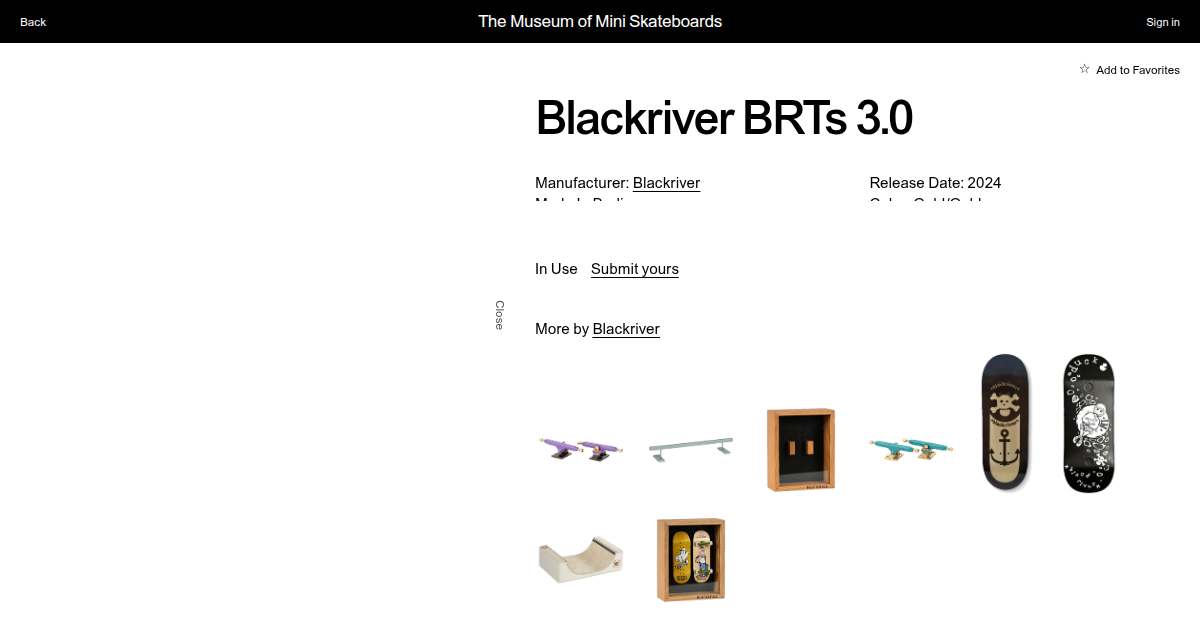 Back
The Museum of Mini Skateboards
Sign in
☆ Add to Favorites
Blackriver BRTs 3.0
Manufacturer: Blackriver
Release Date: 2024
In Use Submit yours
Close
More by Blackriver